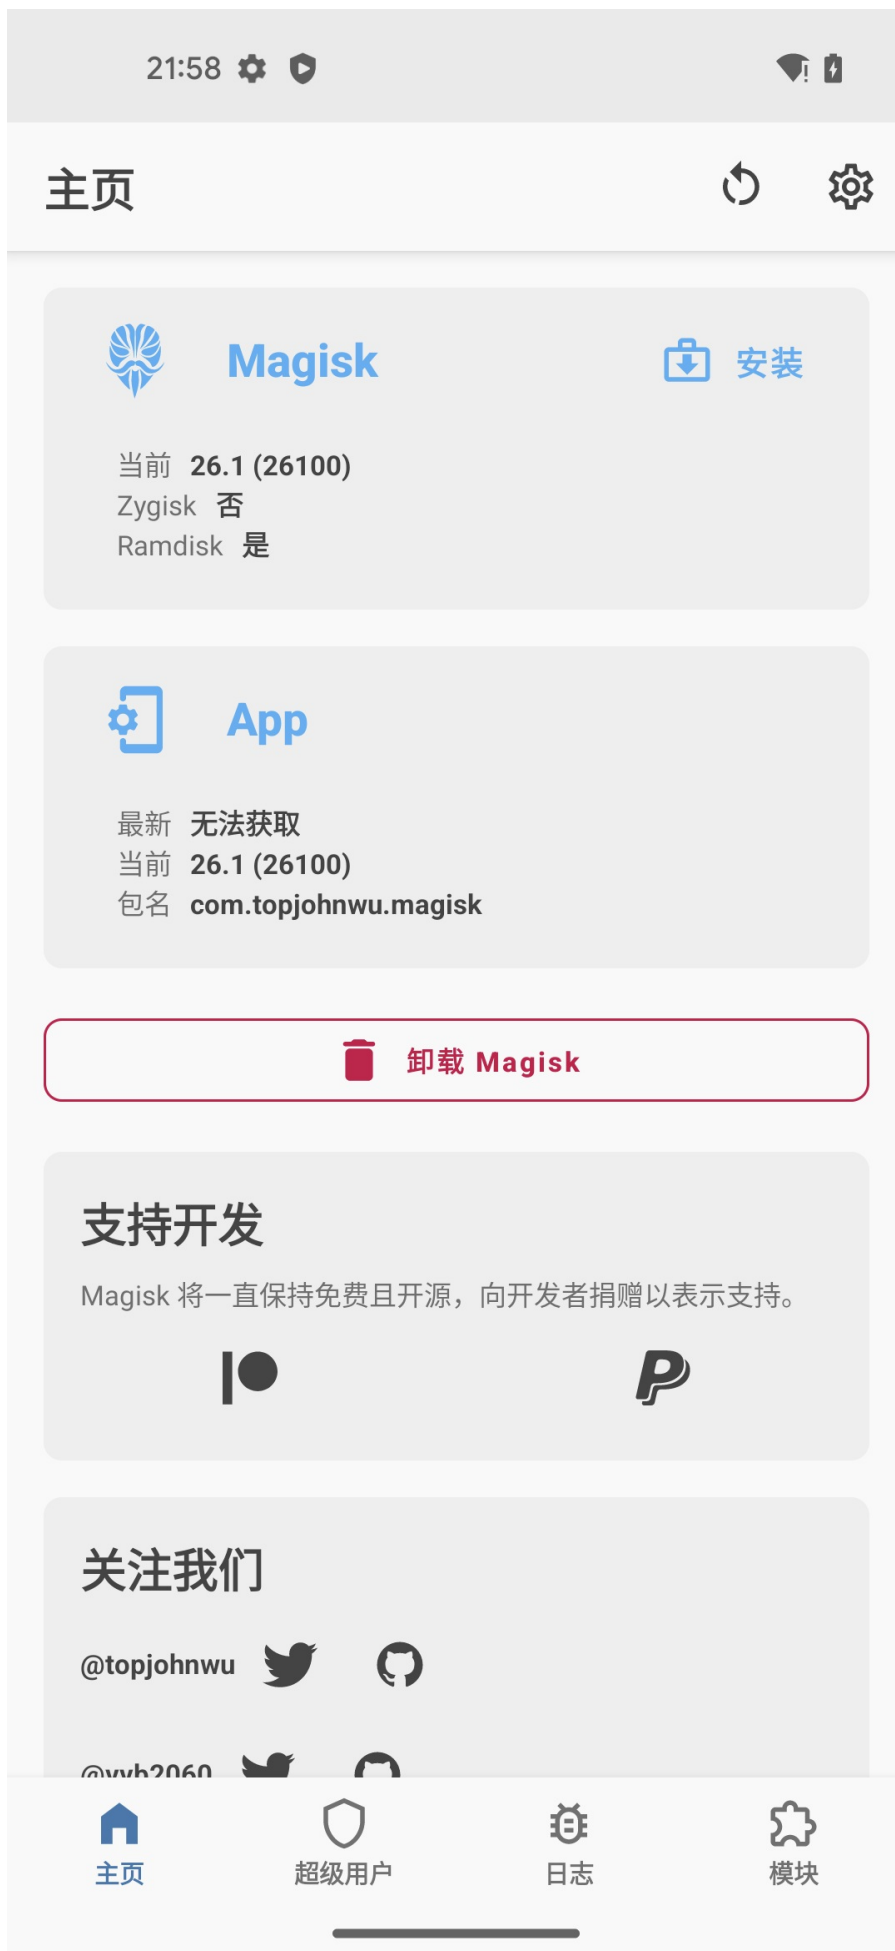 21:58
主页
Magisk
安装
当前 26.1 (26100)
Zygisk 否
Ramdisk 是
App
最新 无法获取
当前 26.1 (26100)
包名 com.topjohnwu.magisk
卸载 Magisk
支持开发
Magisk 将一直保持免费且开源，向开发者捐赠以表示支持。
关注我们
@topjohnwu
@vvb2060
主页 超级用户 日志 模块